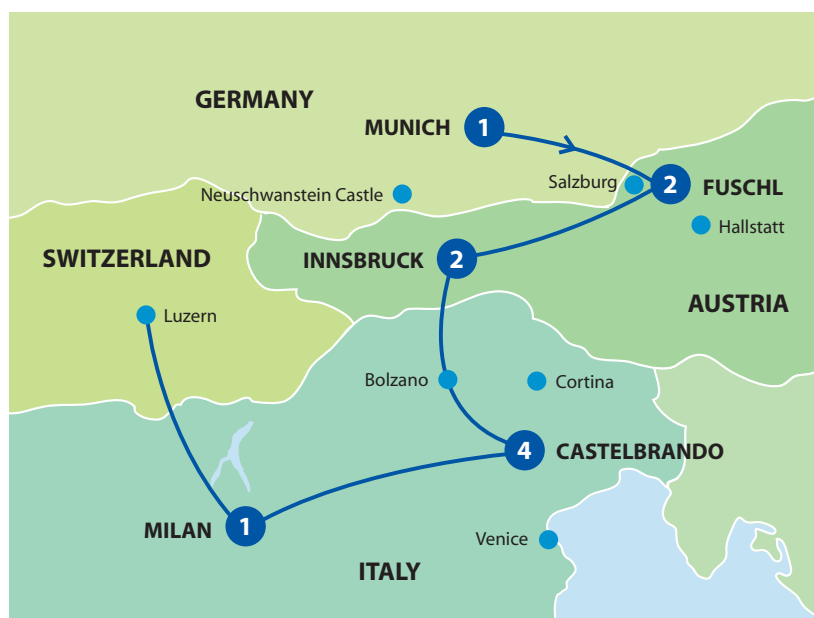 GERMANY
MUNICH 1
Salzburg 2 FUSCHL
Neuschwanstein Castle
Hallstatt
SWITZERLAND
INNSBRUCK 2
AUSTRIA
Luzern
Bolzano
Cortina
4 CASTELBRANDO
MILAN 1
Venice
ITALY